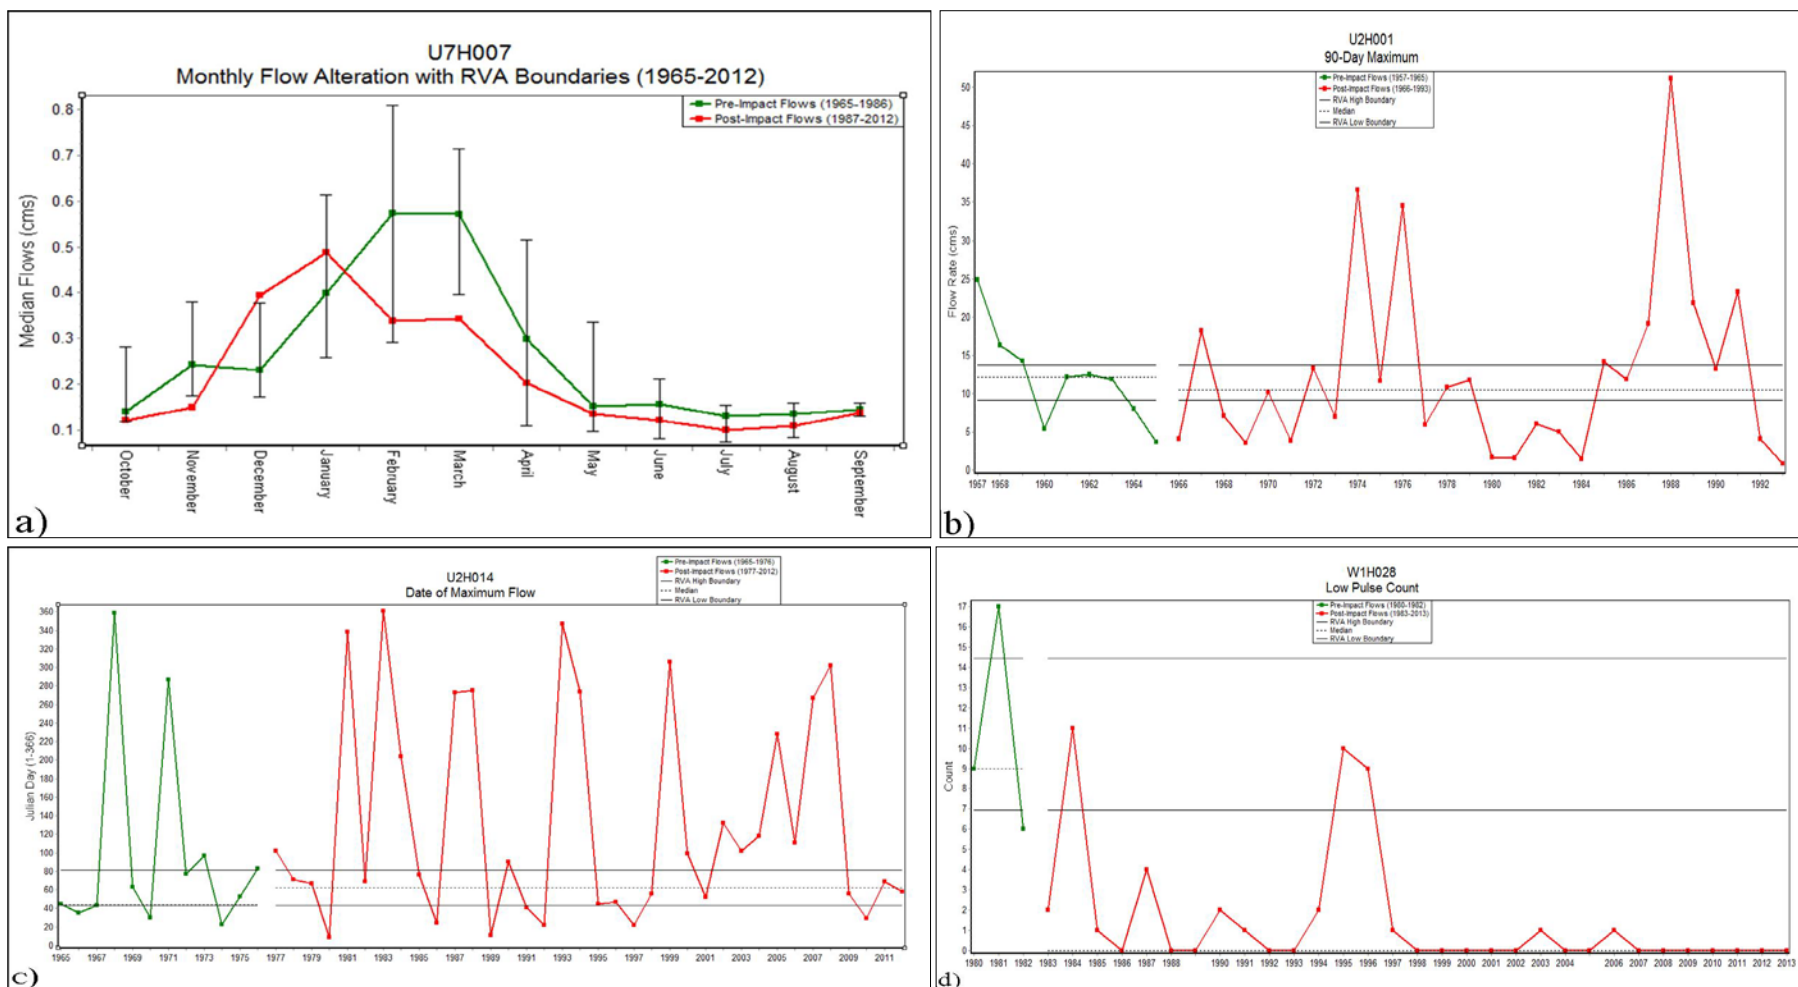 U7H007
Monthly Flow Alteration with RVA Boundaries (1965-2012)
Pre-Impact Flows (1965-1986)
Post-Impact Flows (1987-2012)
Median Flows (cms)
0.8
0.7
0.6
0.5
0.4
0.3
0.2
0.1
October
November
December
January
February
March
April
May
June
July
August
September
a)
U2H001
90-Day Maximum
Pre-Impact Flows (1957-1965)
Post-Impact Flows (1966-1993)
RVA High Boundary
Median
RVA Low Boundary
Flow Rate (cms)
50
45
40
35
30
25
20
15
10
5
0
1957 1958 1960 1962 1964 1966 1968 1970 1972 1974 1976 1978 1980 1982 1984 1986 1988 1990 1992
b)
U2H014
Date of Maximum Flow
Pre-Impact Flows (1965-1976)
Post-Impact Flows (1977-2012)
RVA High Boundary
Median
RVA Low Boundary
Julian Day (1-366)
360
340
320
300
280
260
240
220
200
180
160
140
120
100
80
60
40
20
0
1965 1967 1969 1971 1973 1975 1977 1979 1981 1983 1985 1987 1989 1991 1993 1995 1997 1999 2001 2003 2005 2007 2009 2011
c)
W1H028
Low Pulse Count
Pre-Impact Flows (1980-1982)
Post-Impact Flows (1983-2013)
RVA High Boundary
Median
RVA Low Boundary
Count
17
16
15
14
13
12
11
10
9
8
7
6
5
4
3
2
1
0
1980 1981 1982 1983 1984 1985 1986 1987 1988 1990 1991 1992 1993 1994 1995 1996 1997 1998 1999 2000 2001 2002 2003 2004 2006 2007 2008 2009 2010 2011 2012 2013
d)